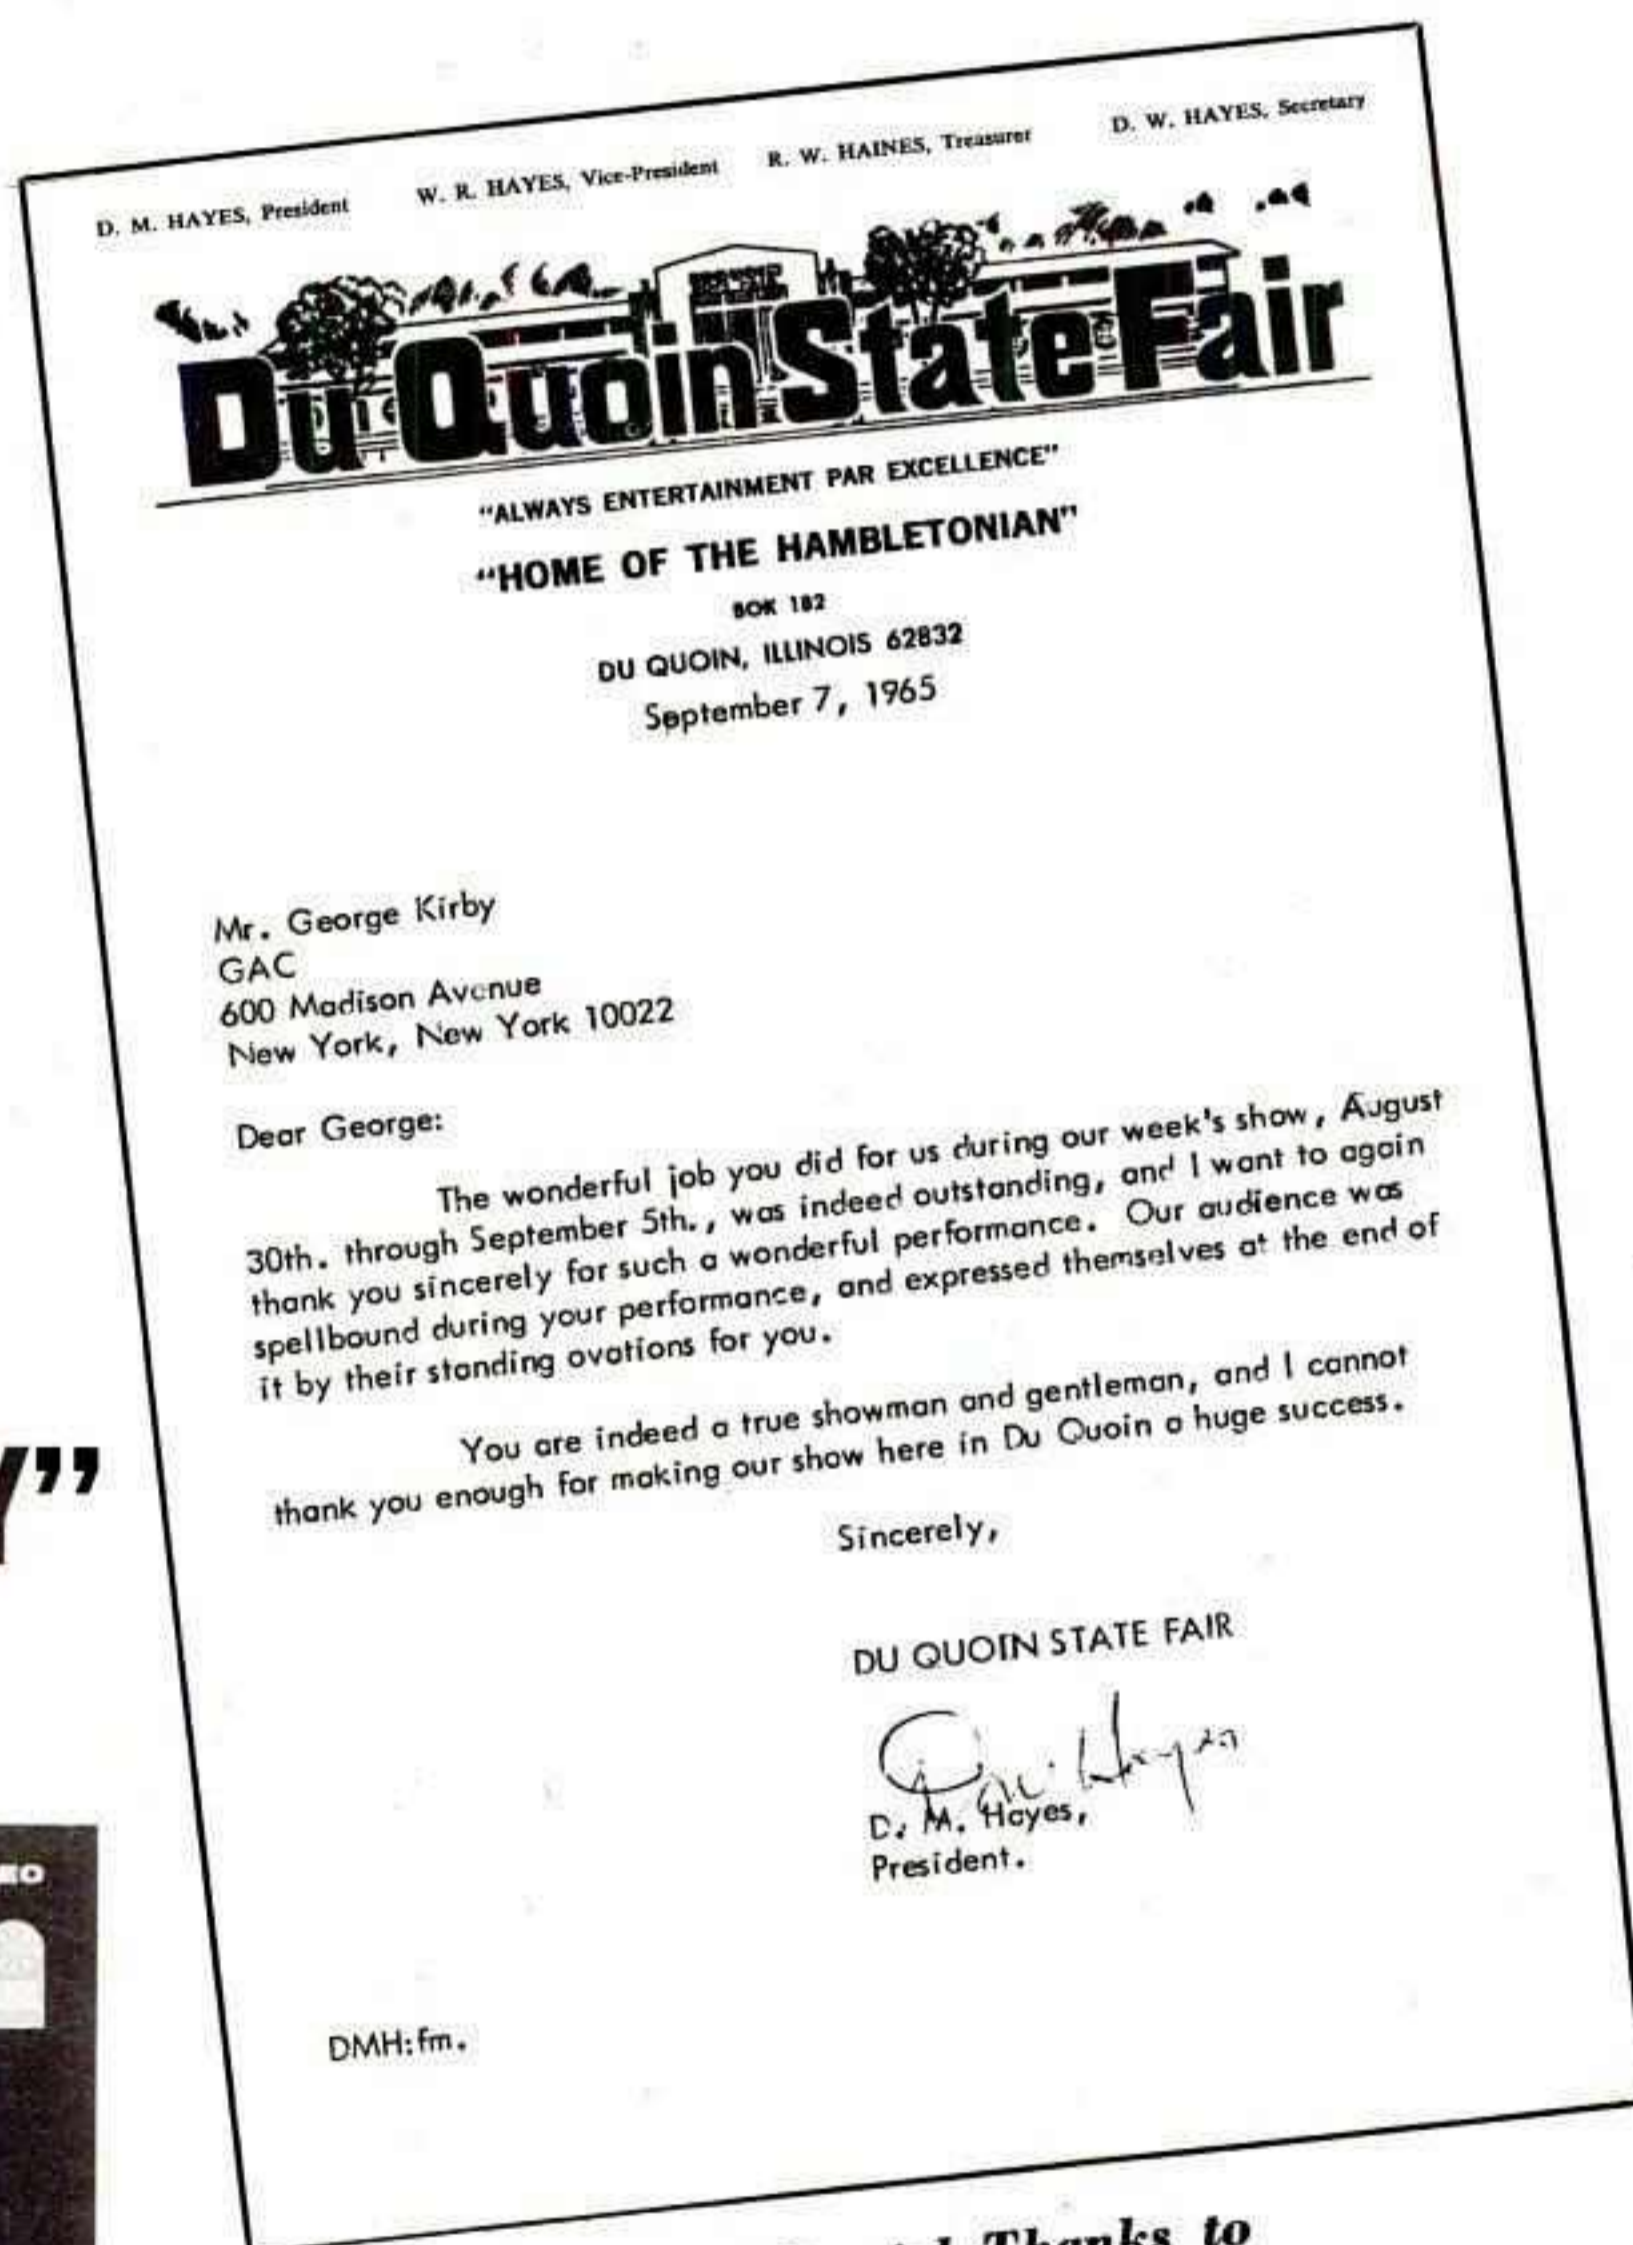 D. M. HAYES, President W. R. HAYES, Vice-President R. W. HAINES, Treasurer D. W. HAYES, Secretary
Du Quoin State Fair
"ALWAYS ENTERTAINMENT PAR EXCELLENCE"
"HOME OF THE HAMBLETONIAN"
BOX 182
DU QUOIN, ILLINOIS 62832
September 7, 1965
Mr. George Kirby
GAC
600 Madison Avenue
New York, New York 10022
Dear George:
The wonderful job you did for us during our week's show, August
30th. through September 5th., was indeed outstanding, and I want to again
thank you sincerely for such a wonderful performance. Our audience was
spellbound during your performance, and expressed themselves at the end of
it by their standing ovations for you.
You are indeed a true showman and gentleman, and I cannot
thank you enough for making our show here in Du Quoin a huge success.
Sincerely,
DU QUOIN STATE FAIR
D. M. Hayes
D. M. Hayes,
President.
DMH:fm.
Y"
EO
Thanks to